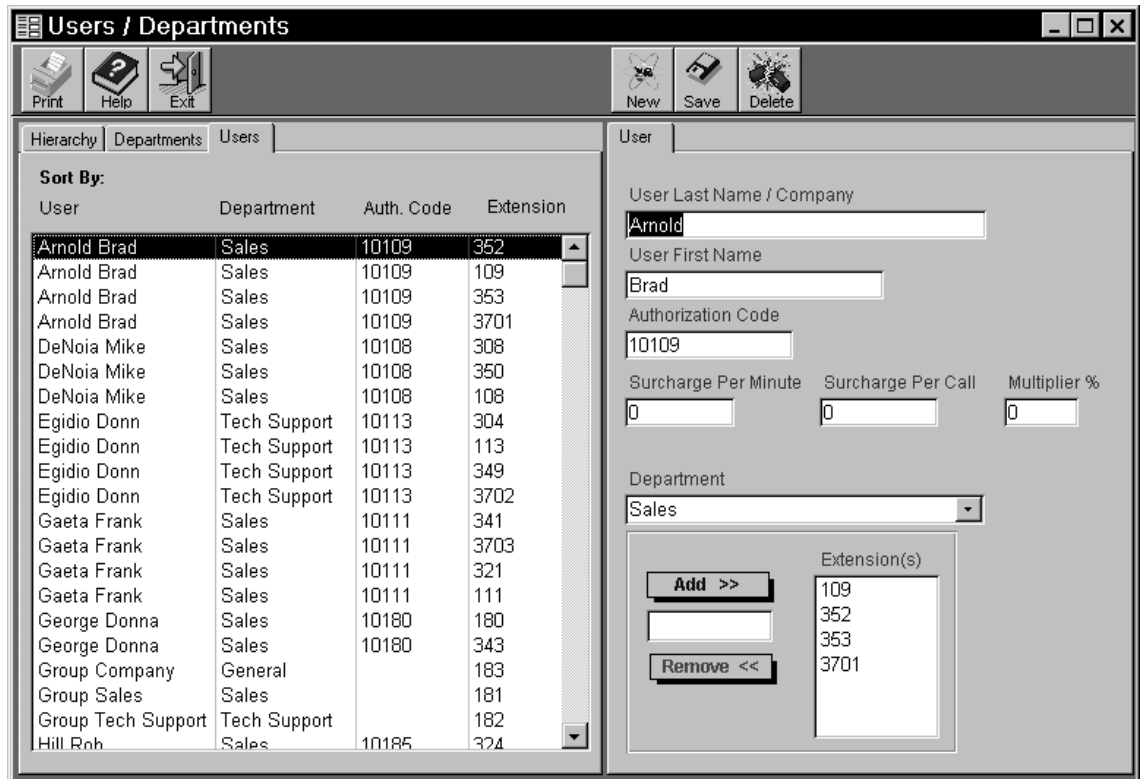 Users / Departments
Print Help Exit New Save Delete
Hierarchy Departments Users
Sort By:
User Department Auth. Code Extension
Arnold Brad Sales 10109 352
Arnold Brad Sales 10109 109
Arnold Brad Sales 10109 353
Arnold Brad Sales 10109 3701
DeNoia Mike Sales 10108 308
DeNoia Mike Sales 10108 350
DeNoia Mike Sales 10108 108
Egidio Donn Tech Support 10113 304
Egidio Donn Tech Support 10113 113
Egidio Donn Tech Support 10113 349
Egidio Donn Tech Support 10113 3702
Gaeta Frank Sales 10111 341
Gaeta Frank Sales 10111 3703
Gaeta Frank Sales 10111 321
Gaeta Frank Sales 10111 111
George Donna Sales 10180 180
George Donna Sales 10180 343
Group Company General 183
Group Sales Sales 181
Group Tech Support Tech Support 182
Hill Rob Sales 10185 324
User
User Last Name / Company
Arnold
User First Name
Brad
Authorization Code
10109
Surcharge Per Minute Surcharge Per Call Multiplier %
0 0 0
Department
Sales
Extension(s)
Add >>
Remove <<
109
352
353
3701